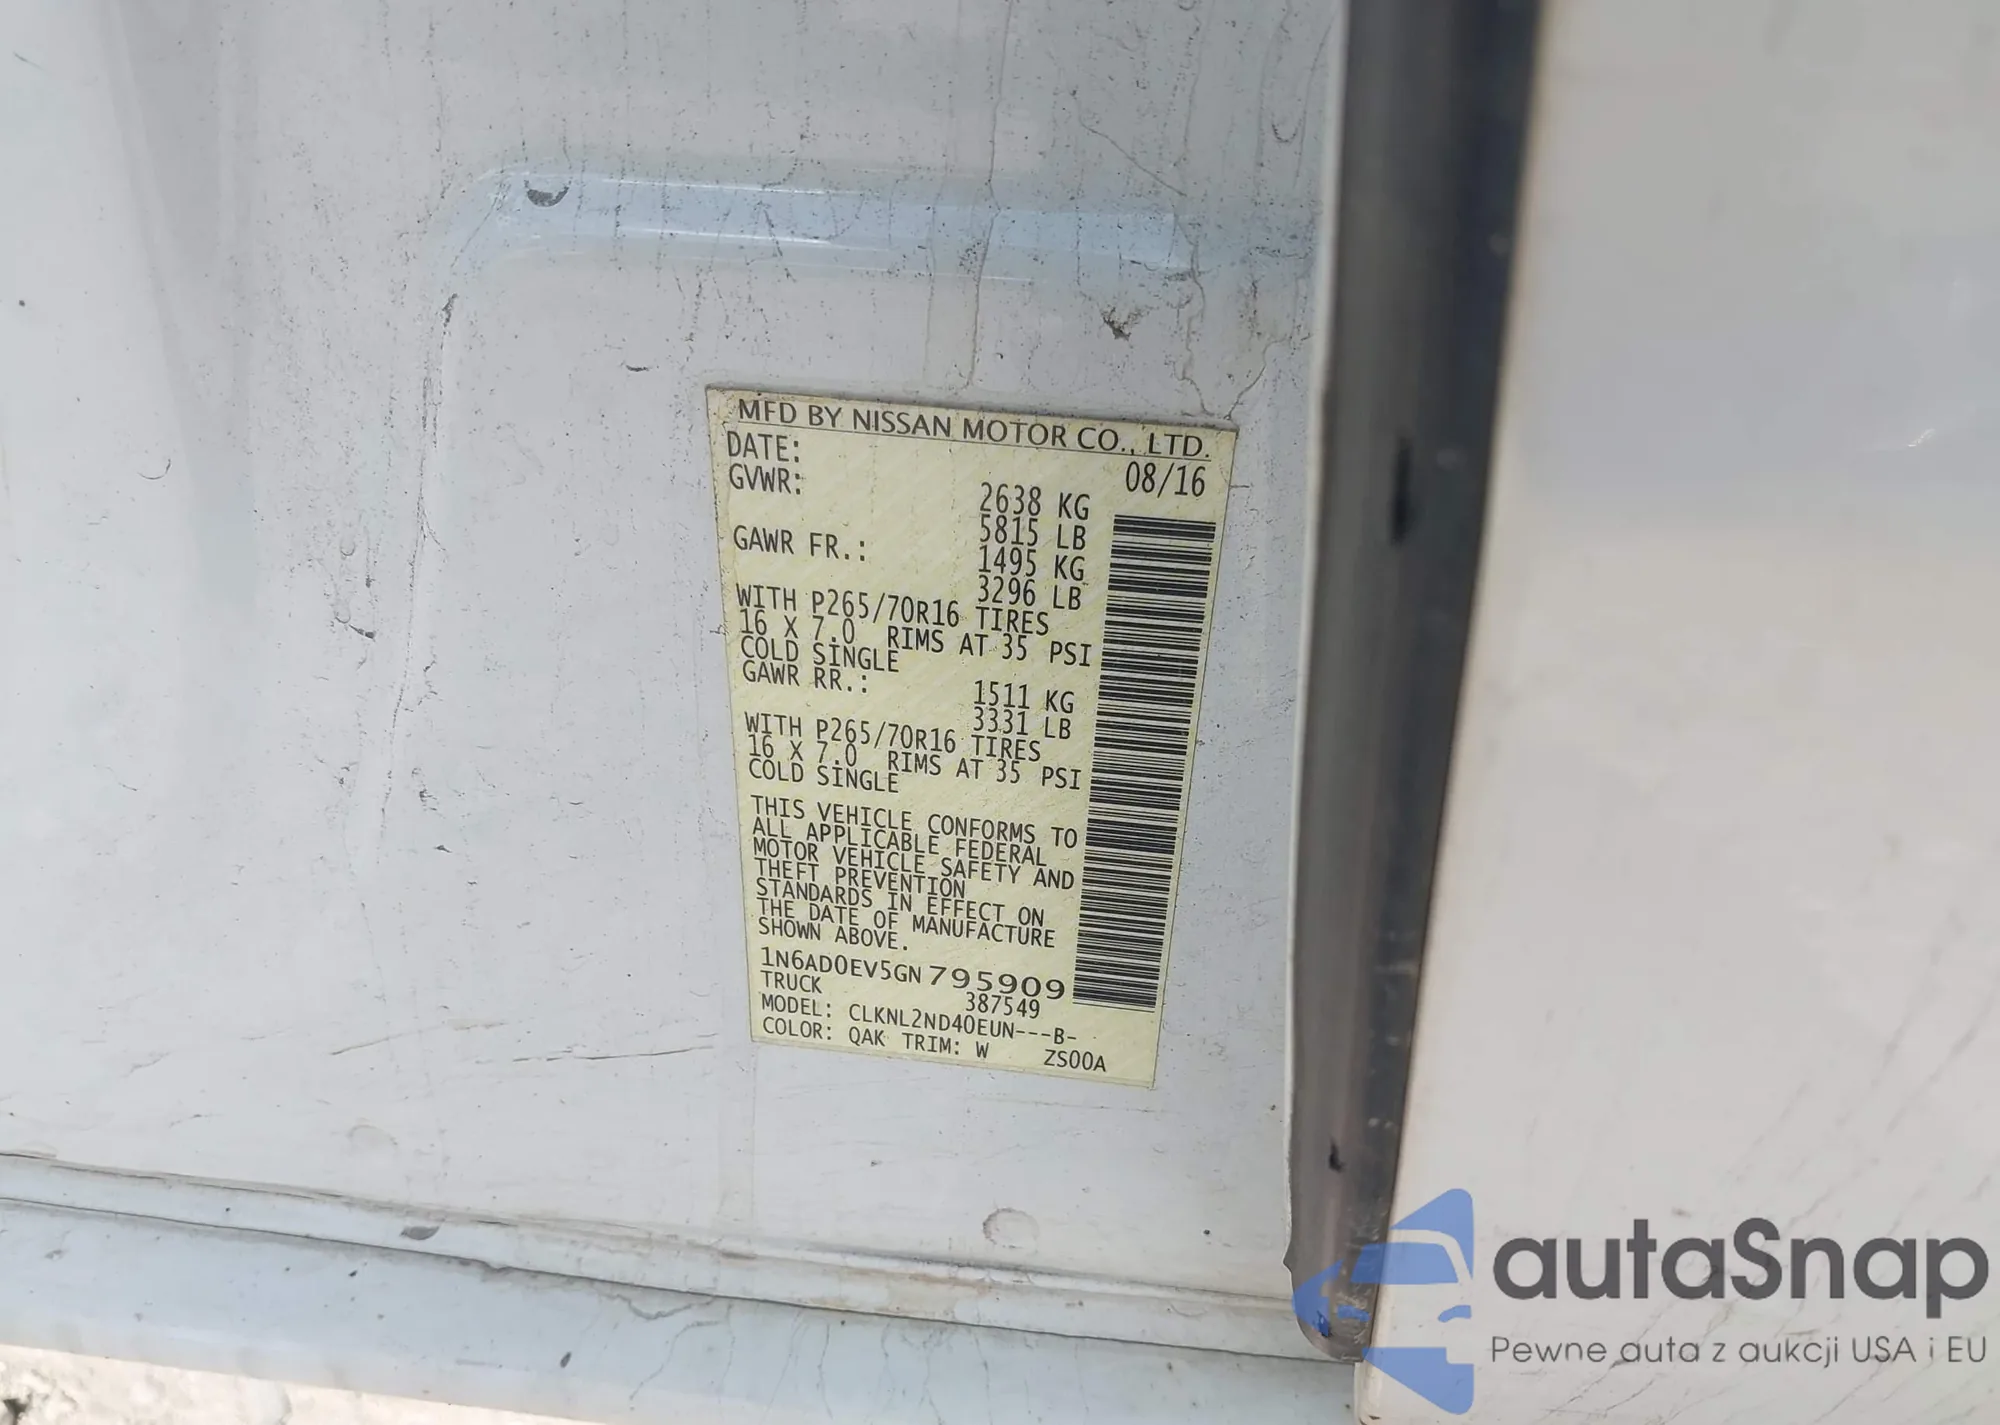 MFD BY NISSAN MOTOR CO., LTD.
DATE: 08/16
GVWR: 2638 KG
5815 LB
GAWR FR.: 1495 KG
3296 LB
WITH P265/70R16 TIRES
16 X 7.0 RIMS AT 35 PSI
COLD SINGLE
GAWR RR.: 1511 KG
3331 LB
WITH P265/70R16 TIRES
16 X 7.0 RIMS AT 35 PSI
COLD SINGLE
THIS VEHICLE CONFORMS TO
ALL APPLICABLE FEDERAL
MOTOR VEHICLE SAFETY AND
THEFT PREVENTION
STANDARDS IN EFFECT ON
THE DATE OF MANUFACTURE
SHOWN ABOVE.
1N6AD0EV5GN795909
TRUCK 387549
MODEL: CLKNL2ND40EUN---B-
COLOR: QAK TRIM: W ZS00A
autaSnap
Pewne auta z aukcji USA i EU